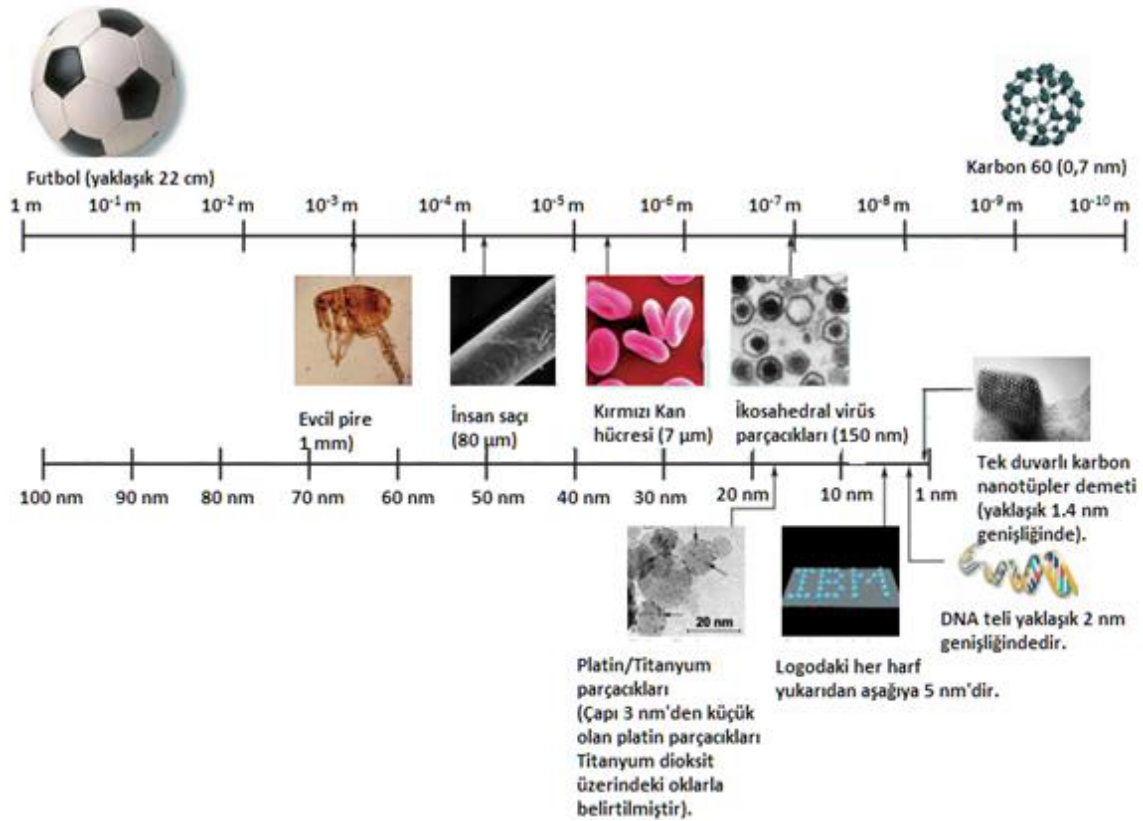 Futbol (yaklaşık 22 cm)
Karbon 60 (0,7 nm)
1 m 10⁻¹ m 10⁻² m 10⁻³ m 10⁻⁴ m 10⁻⁵ m 10⁻⁶ m 10⁻⁷ m 10⁻⁸ m 10⁻⁹ m 10⁻¹⁰ m
Evcil pire
1 mm)
İnsan saçı
(80 µm)
Kırmızı Kan
hücresi (7 µm)
İkosahedral virüs
parçacıkları (150 nm)
100 nm 90 nm 80 nm 70 nm 60 nm 50 nm 40 nm 30 nm 20 nm 10 nm 1 nm
Tek duvarlı karbon
nanotüpler demeti
(yaklaşık 1.4 nm
genişliğinde).
20 nm
IBM
DNA teli yaklaşık 2 nm
genişliğindedir.
Platin/Titanyum
parçacıkları
(Çapı 3 nm'den küçük
olan platin parçacıkları
Titanyum dioksit
üzerindeki oklarla
belirtilmiştir).
Logodaki her harf
yukarıdan aşağıya 5 nm'dir.